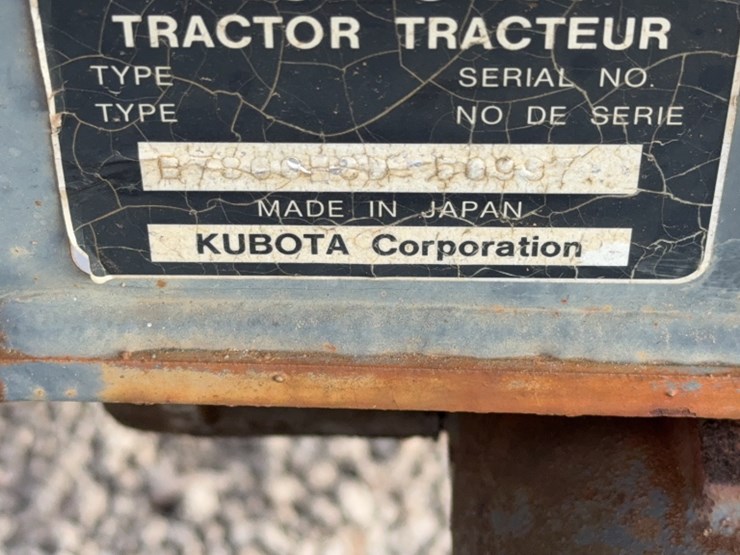 TRACTOR TRACTEUR
TYPE SERIAL NO.
TYPE NO DE SERIE
MADE IN JAPAN
KUBOTA Corporation